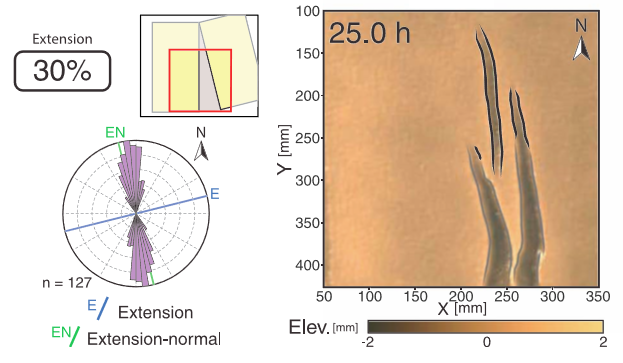 Extension
30%
EN
N
E
n = 127
E/ Extension
EN/ Extension-normal
25.0 h
N
100
150
200
250
300
350
400
Y [mm]
50 100 150 200 250 300 350
X [mm]
Elev. [mm]
-2 0 2